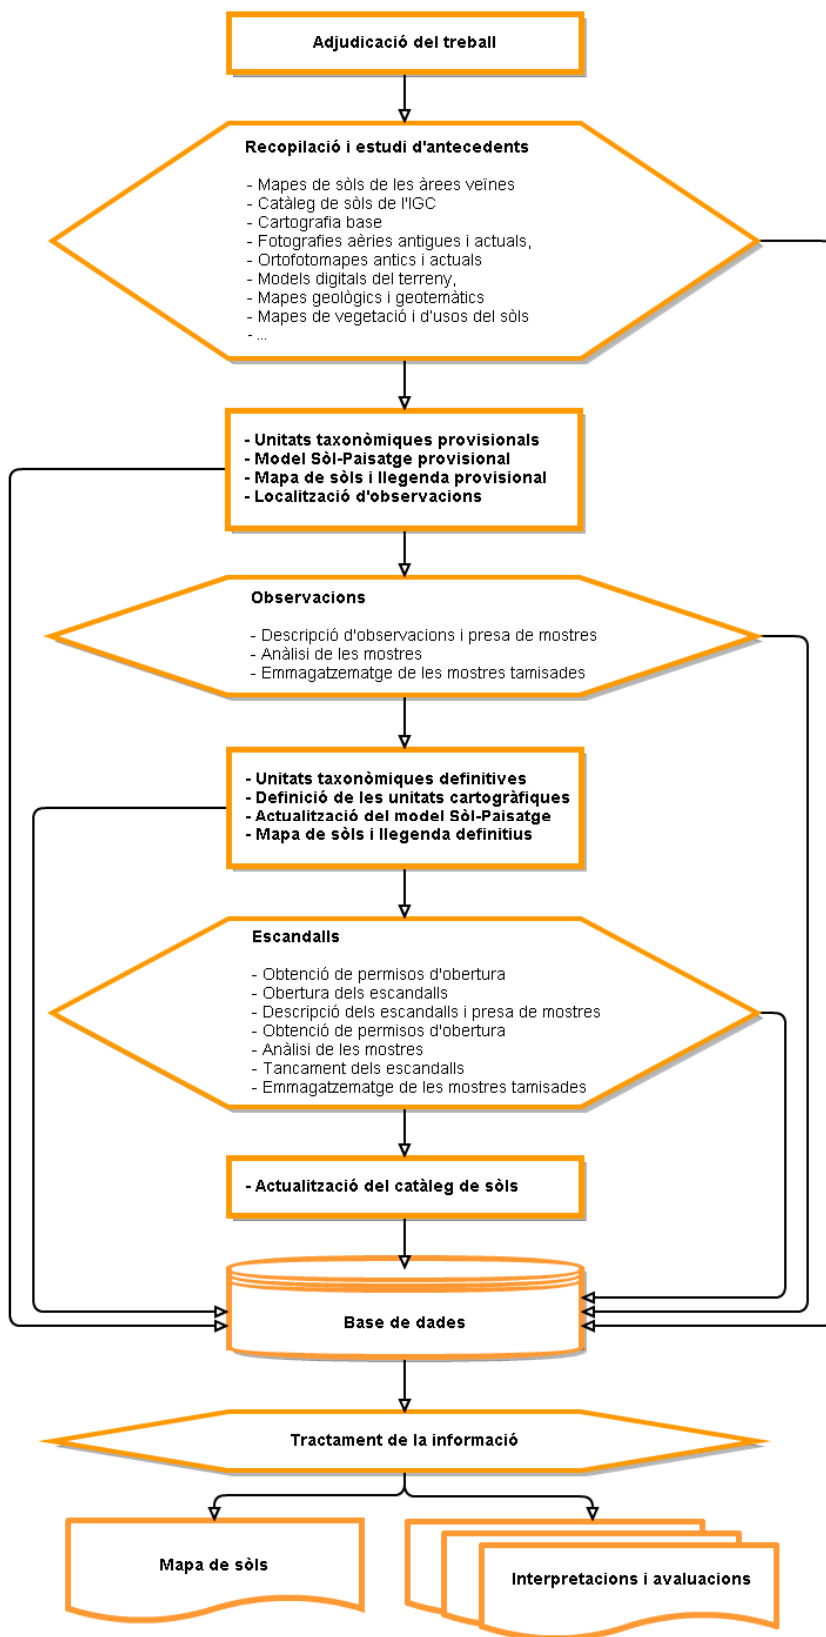 Adjudicació del treball
Recopilació i estudi d'antecedents
- Mapes de sòls de les àrees veïnes
- Catàleg de sòls de l'IGC
- Cartografia base
- Fotografies aèries antigues i actuals,
- Ortofotomapes antics i actuals
- Models digitals del terreny,
- Mapes geològics i geotemàtics
- Mapes de vegetació i d'usos del sòls
- ...
- Unitats taxonòmiques provisionals
- Model Sòl-Paisatge provisional
- Mapa de sòls i llegenda provisional
- Localització d'observacions
Observacions
- Descripció d'observacions i presa de mostres
- Anàlisi de les mostres
- Emmagatzematge de les mostres tamisades
- Unitats taxonòmiques definitives
- Definició de les unitats cartogràfiques
- Actualització del model Sòl-Paisatge
- Mapa de sòls i llegenda definitius
Escandalls
- Obtenció de permisos d'obertura
- Obertura dels escandalls
- Descripció dels escandalls i presa de mostres
- Obtenció de permisos d'obertura
- Anàlisi de les mostres
- Tancament dels escandalls
- Emmagatzematge de les mostres tamisades
- Actualització del catàleg de sòls
Base de dades
Tractament de la informació
Mapa de sòls
Interpretacions i avaluacions